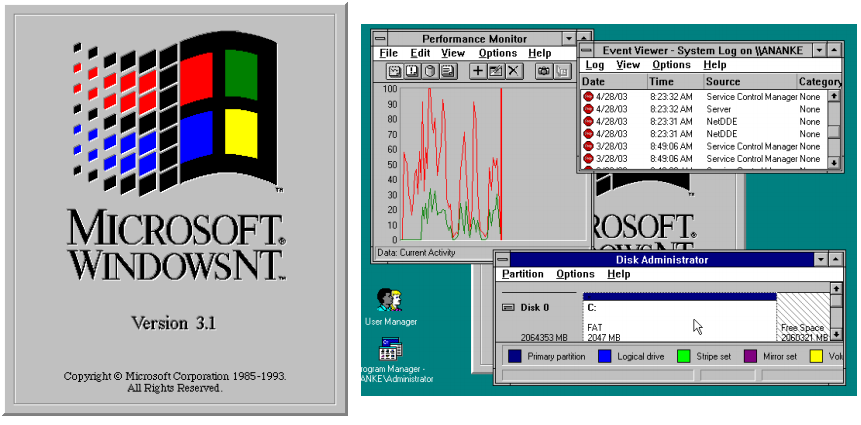 MICROSOFT.
WINDOWS NT.
Version 3.1
Copyright © Microsoft Corporation 1985-1993.
All Rights Reserved.
Performance Monitor
File Edit View Options Help
100
90
80
70
60
50
40
30
20
10
0
Data: Current Activity
Event Viewer - System Log on \\ANANKE
Log View Options Help
Date Time Source Category
4/28/03 8:23:32 AM Service Control Manager None
4/28/03 8:23:32 AM Server None
4/28/03 8:23:31 AM NetDDE None
4/28/03 8:23:31 AM NetDDE None
3/28/03 8:49:06 AM Service Control Manager None
3/28/03 8:49:06 AM Service Control Manager None
ROSOFT.
Disk Administrator
Partition Options Help
Disk 0
2064353 MB
C:
FAT
2047 MB
Free Space
2060321 MB
Primary partition Logical drive Stripe set Mirror set Vol
User Manager
rogram Manager -
ANKE\Administrator